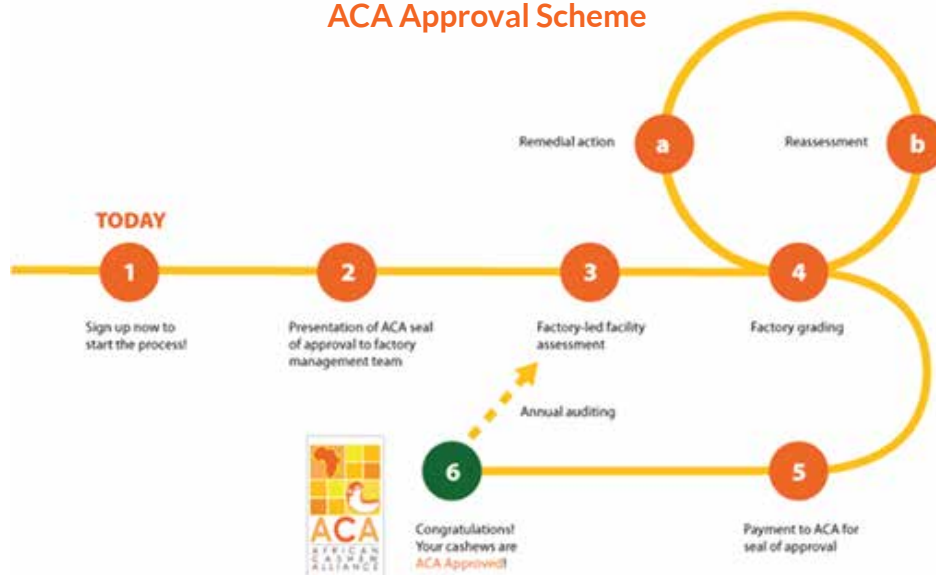 ACA Approval Scheme
Remedial action
a
Reassessment
b
TODAY
1
2
3
4
Sign up now to
start the process!
Presentation of ACA seal
of approval to factory
management team
Factory-led facility
assessment
Factory grading
Annual auditing
6
5
ACA
AFRICAN
CASHEW
ALLIANCE
Congratulations!
Your cashews are
ACA Approved!
Payment to ACA for
seal of approval